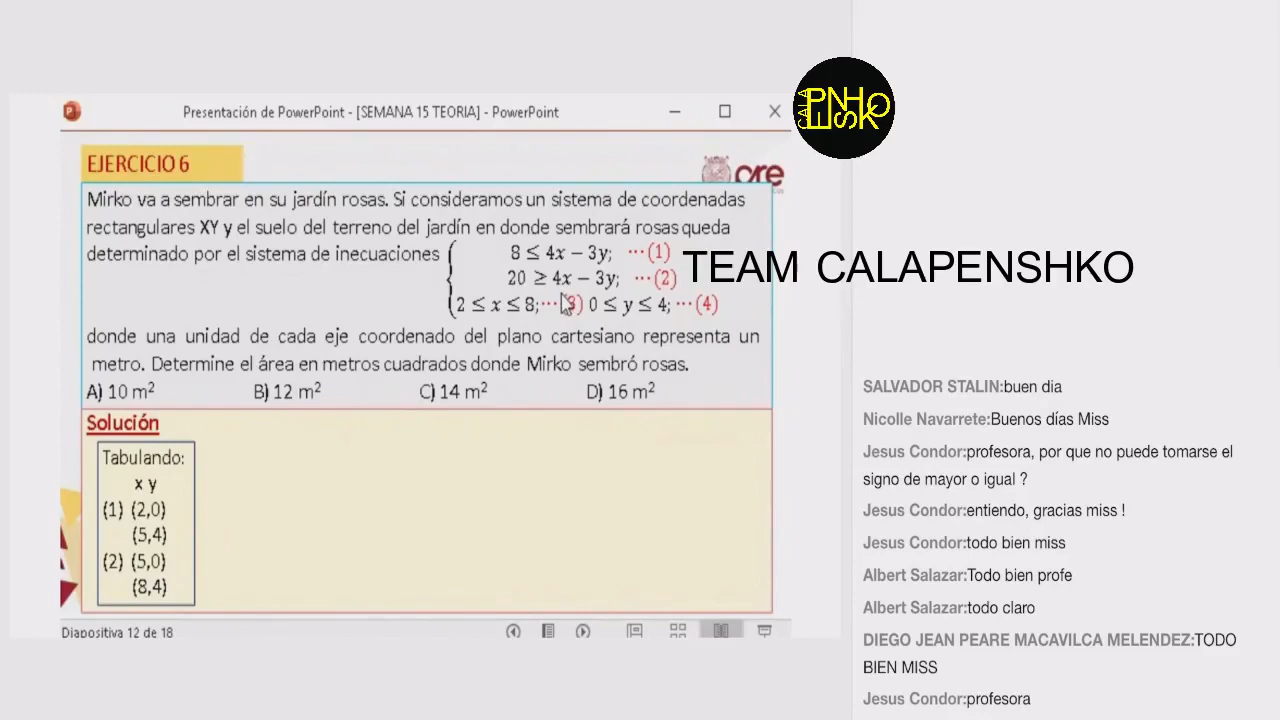 Presentación de PowerPoint - [SEMANA 15 TEORIA] - PowerPoint
CALA
PENHSKO
EJERCICIO 6
cre
Mirko va a sembrar en su jardín rosas. Si consideramos un sistema de coordenadas
rectangulares XY y el suelo del terreno del jardín en donde sembrará rosas queda
determinado por el sistema de inecuaciones
8 ≤ 4x − 3y; ⋯(1)
20 ≥ 4x − 3y; ⋯(2)
2 ≤ x ≤ 8;⋯(3) 0 ≤ y ≤ 4;⋯(4)
TEAM CALAPENSHKO
donde una unidad de cada eje coordenado del plano cartesiano representa un
metro. Determine el área en metros cuadrados donde Mirko sembró rosas.
A) 10 m² B) 12 m² C) 14 m² D) 16 m²
Solución
Tabulando:
x y
(1) (2,0)
(5,4)
(2) (5,0)
(8,4)
Diapositiva 12 de 18
SALVADOR STALIN:buen dia
Nicolle Navarrete:Buenos días Miss
Jesus Condor:profesora, por que no puede tomarse el
signo de mayor o igual ?
Jesus Condor:entiendo, gracias miss !
Jesus Condor:todo bien miss
Albert Salazar:Todo bien profe
Albert Salazar:todo claro
DIEGO JEAN PEARE MACAVILCA MELENDEZ:TODO
BIEN MISS
Jesus Condor:profesora